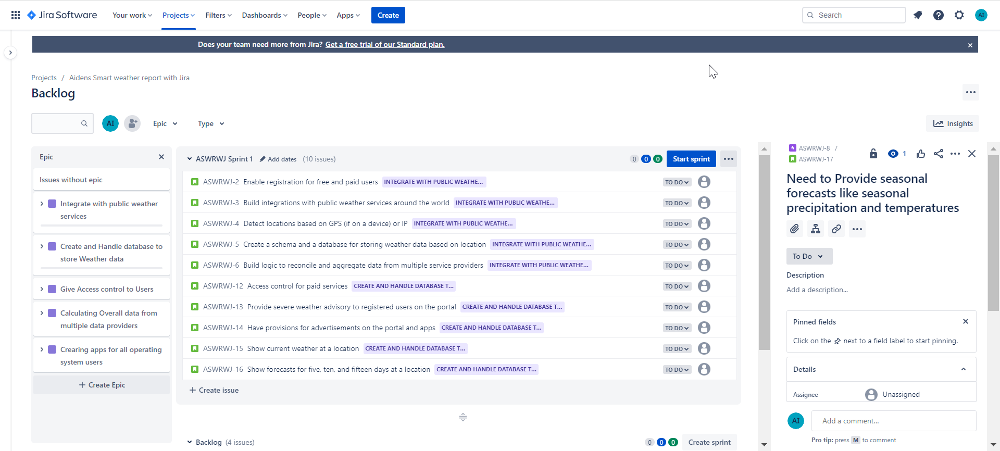 Jira Software
Your work
Projects
Filters
Dashboards
People
Apps
Create
Search
AI
Does your team need more from Jira? Get a free trial of our Standard plan.
Projects / Aidens Smart weather report with Jira
Backlog
AI
Epic
Type
Insights
Epic
Issues without epic
Integrate with public weather
services
Create and Handle database to
store Weather data
Give Access control to Users
Calculating Overall data from
multiple data providers
Crearing apps for all operating
system users
+ Create Epic
ASWRWJ Sprint 1 Add dates (10 issues)
0 0 0 Start sprint
ASWRWJ-2 Enable registration for free and paid users INTEGRATE WITH PUBLIC WEATHE... TO DO
ASWRWJ-3 Build integrations with public weather services around the world INTEGRATE WITH PUBLIC WEATHE... TO DO
ASWRWJ-4 Detect locations based on GPS (if on a device) or IP INTEGRATE WITH PUBLIC WEATHE... TO DO
ASWRWJ-5 Create a schema and a database for storing weather data based on location INTEGRATE WITH PUBLIC WEATHE... TO DO
ASWRWJ-6 Build logic to reconcile and aggregate data from multiple service providers INTEGRATE WITH PUBLIC WEATHE... TO DO
ASWRWJ-12 Access control for paid services CREATE AND HANDLE DATABASE T... TO DO
ASWRWJ-13 Provide severe weather advisory to registered users on the portal CREATE AND HANDLE DATABASE T... TO DO
ASWRWJ-14 Have provisions for advertisements on the portal and apps CREATE AND HANDLE DATABASE T... TO DO
ASWRWJ-15 Show current weather at a location CREATE AND HANDLE DATABASE T... TO DO
ASWRWJ-16 Show forecasts for five, ten, and fifteen days at a location CREATE AND HANDLE DATABASE T... TO DO
+ Create issue
Backlog (4 issues)
0 0 0 Create sprint
ASWRWJ-8 /
ASWRWJ-17
1
Need to Provide seasonal
forecasts like seasonal
precipitation and temperatures
To Do
Description
Add a description...
Pinned fields
Click on the next to a field label to start pinning.
Details
Assignee Unassigned
AI Add a comment...
Pro tip: press M to comment